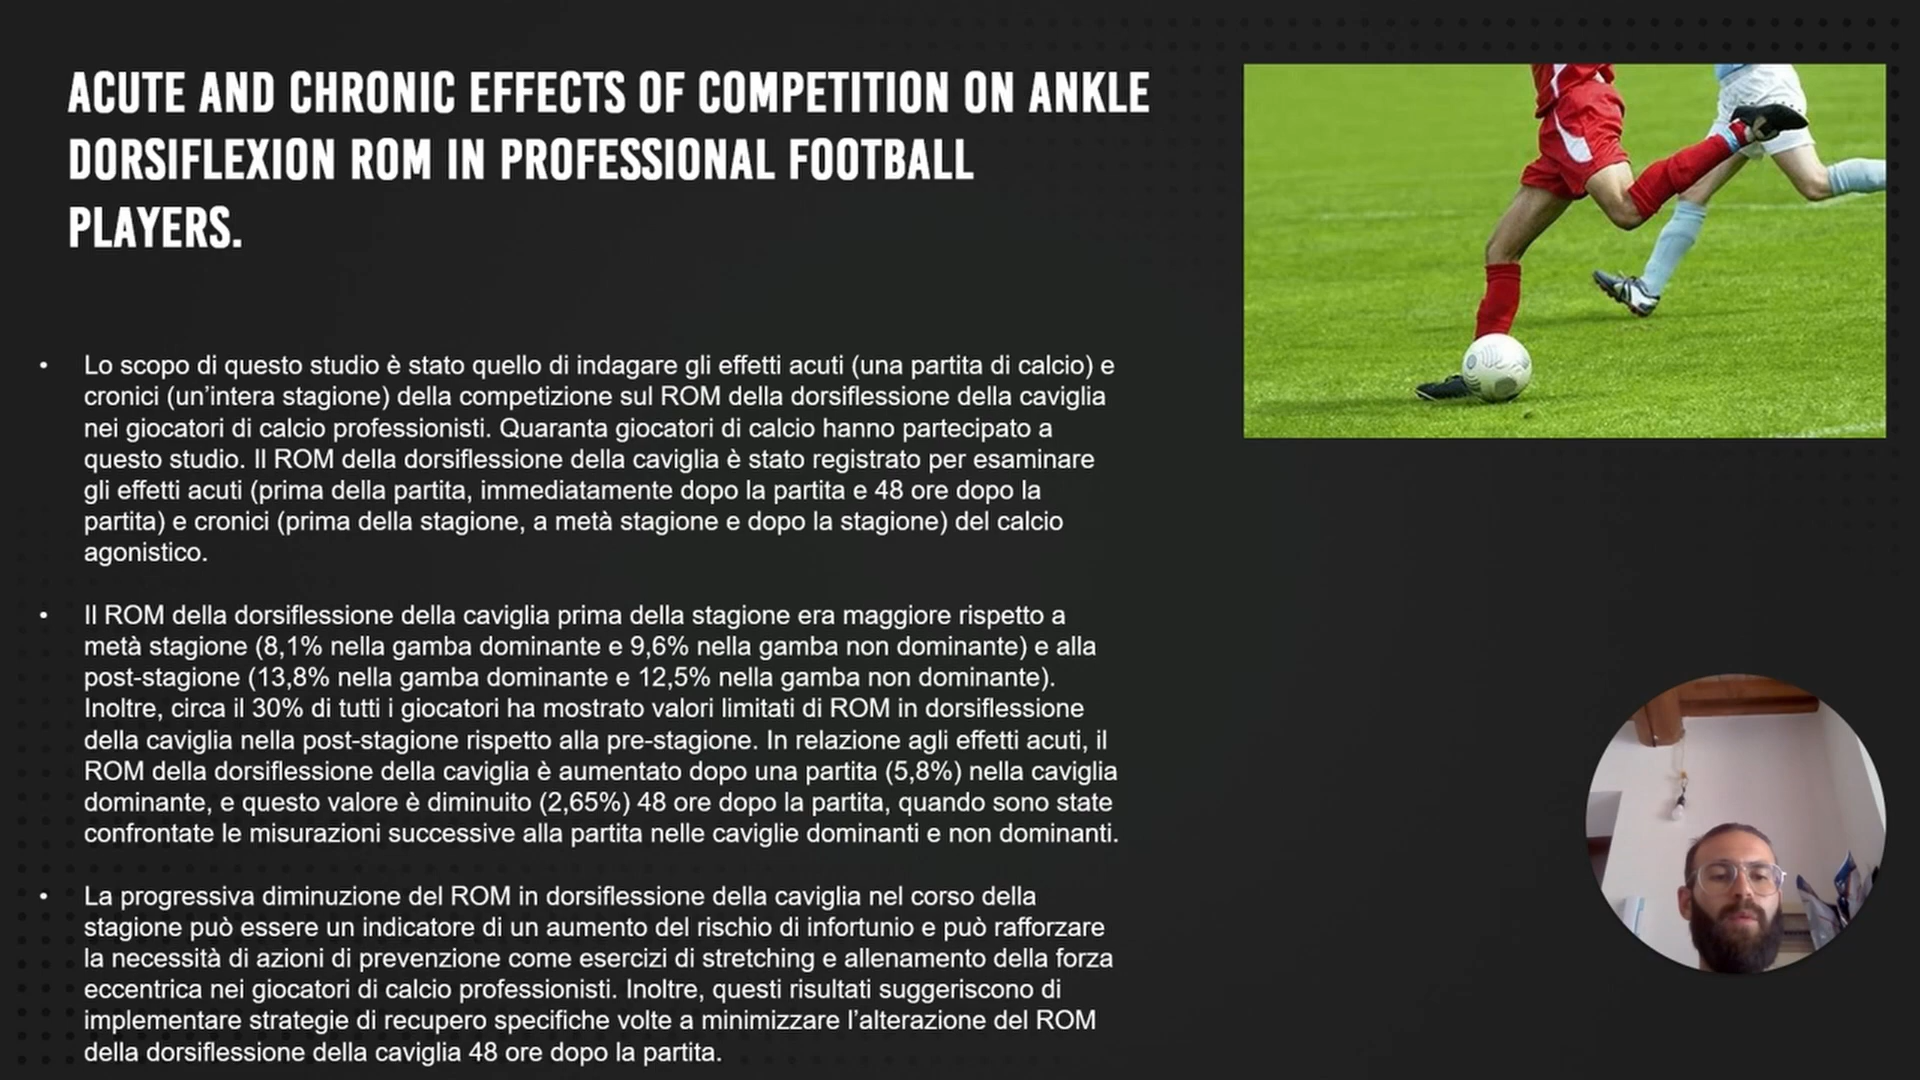 ACUTE AND CHRONIC EFFECTS OF COMPETITION ON ANKLE
DORSIFLEXION ROM IN PROFESSIONAL FOOTBALL
PLAYERS.
• Lo scopo di questo studio è stato quello di indagare gli effetti acuti (una partita di calcio) e
cronici (un’intera stagione) della competizione sul ROM della dorsiflessione della caviglia
nei giocatori di calcio professionisti. Quaranta giocatori di calcio hanno partecipato a
questo studio. Il ROM della dorsiflessione della caviglia è stato registrato per esaminare
gli effetti acuti (prima della partita, immediatamente dopo la partita e 48 ore dopo la
partita) e cronici (prima della stagione, a metà stagione e dopo la stagione) del calcio
agonistico.
• Il ROM della dorsiflessione della caviglia prima della stagione era maggiore rispetto a
metà stagione (8,1% nella gamba dominante e 9,6% nella gamba non dominante) e alla
post-stagione (13,8% nella gamba dominante e 12,5% nella gamba non dominante).
Inoltre, circa il 30% di tutti i giocatori ha mostrato valori limitati di ROM in dorsiflessione
della caviglia nella post-stagione rispetto alla pre-stagione. In relazione agli effetti acuti, il
ROM della dorsiflessione della caviglia è aumentato dopo una partita (5,8%) nella caviglia
dominante, e questo valore è diminuito (2,65%) 48 ore dopo la partita, quando sono state
confrontate le misurazioni successive alla partita nelle caviglie dominanti e non dominanti.
• La progressiva diminuzione del ROM in dorsiflessione della caviglia nel corso della
stagione può essere un indicatore di un aumento del rischio di infortunio e può rafforzare
la necessità di azioni di prevenzione come esercizi di stretching e allenamento della forza
eccentrica nei giocatori di calcio professionisti. Inoltre, questi risultati suggeriscono di
implementare strategie di recupero specifiche volte a minimizzare l’alterazione del ROM
della dorsiflessione della caviglia 48 ore dopo la partita.